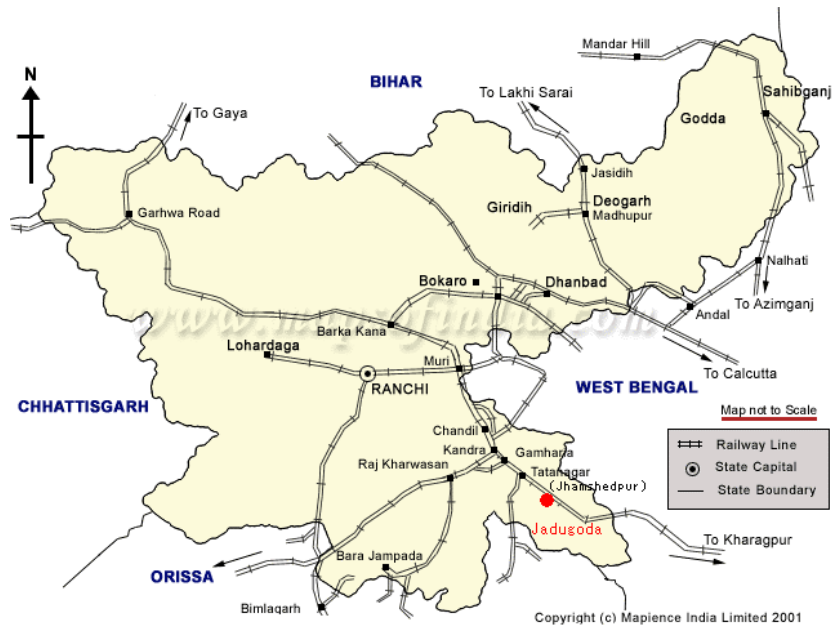 Mandar Hill
BIHAR
N
To Lakhi Sarai
Sahibganj
To Gaya
Godda
Jasidih
Giridih
Deogarh
Garhwa Road
Madhupur
Nalhati
Bokaro
Dhanbad
To Azimganj
www.mapsofindia.com
Andal
Barka Kana
Lohardaga
Muri
To Calcutta
RANCHI
WEST BENGAL
CHHATTISGARH
Map not to Scale
Chandil
Railway Line
Kandra
Gamharia
Raj Kharwasan
State Capital
Tatanagar
(Jhamshedpur)
State Boundary
Jadugoda
To Kharagpur
Bara Jampada
ORISSA
Bimlagarh
Copyright (c) Mapience India Limited 2001